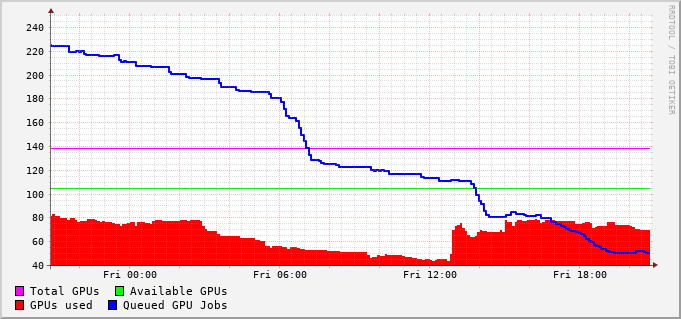 RRDTOOL / TOBI OETIKER
240
220
200
180
160
140
120
100
80
60
40
Fri 00:00 Fri 06:00 Fri 12:00 Fri 18:00
Total GPUs Available GPUs
GPUs used Queued GPU Jobs